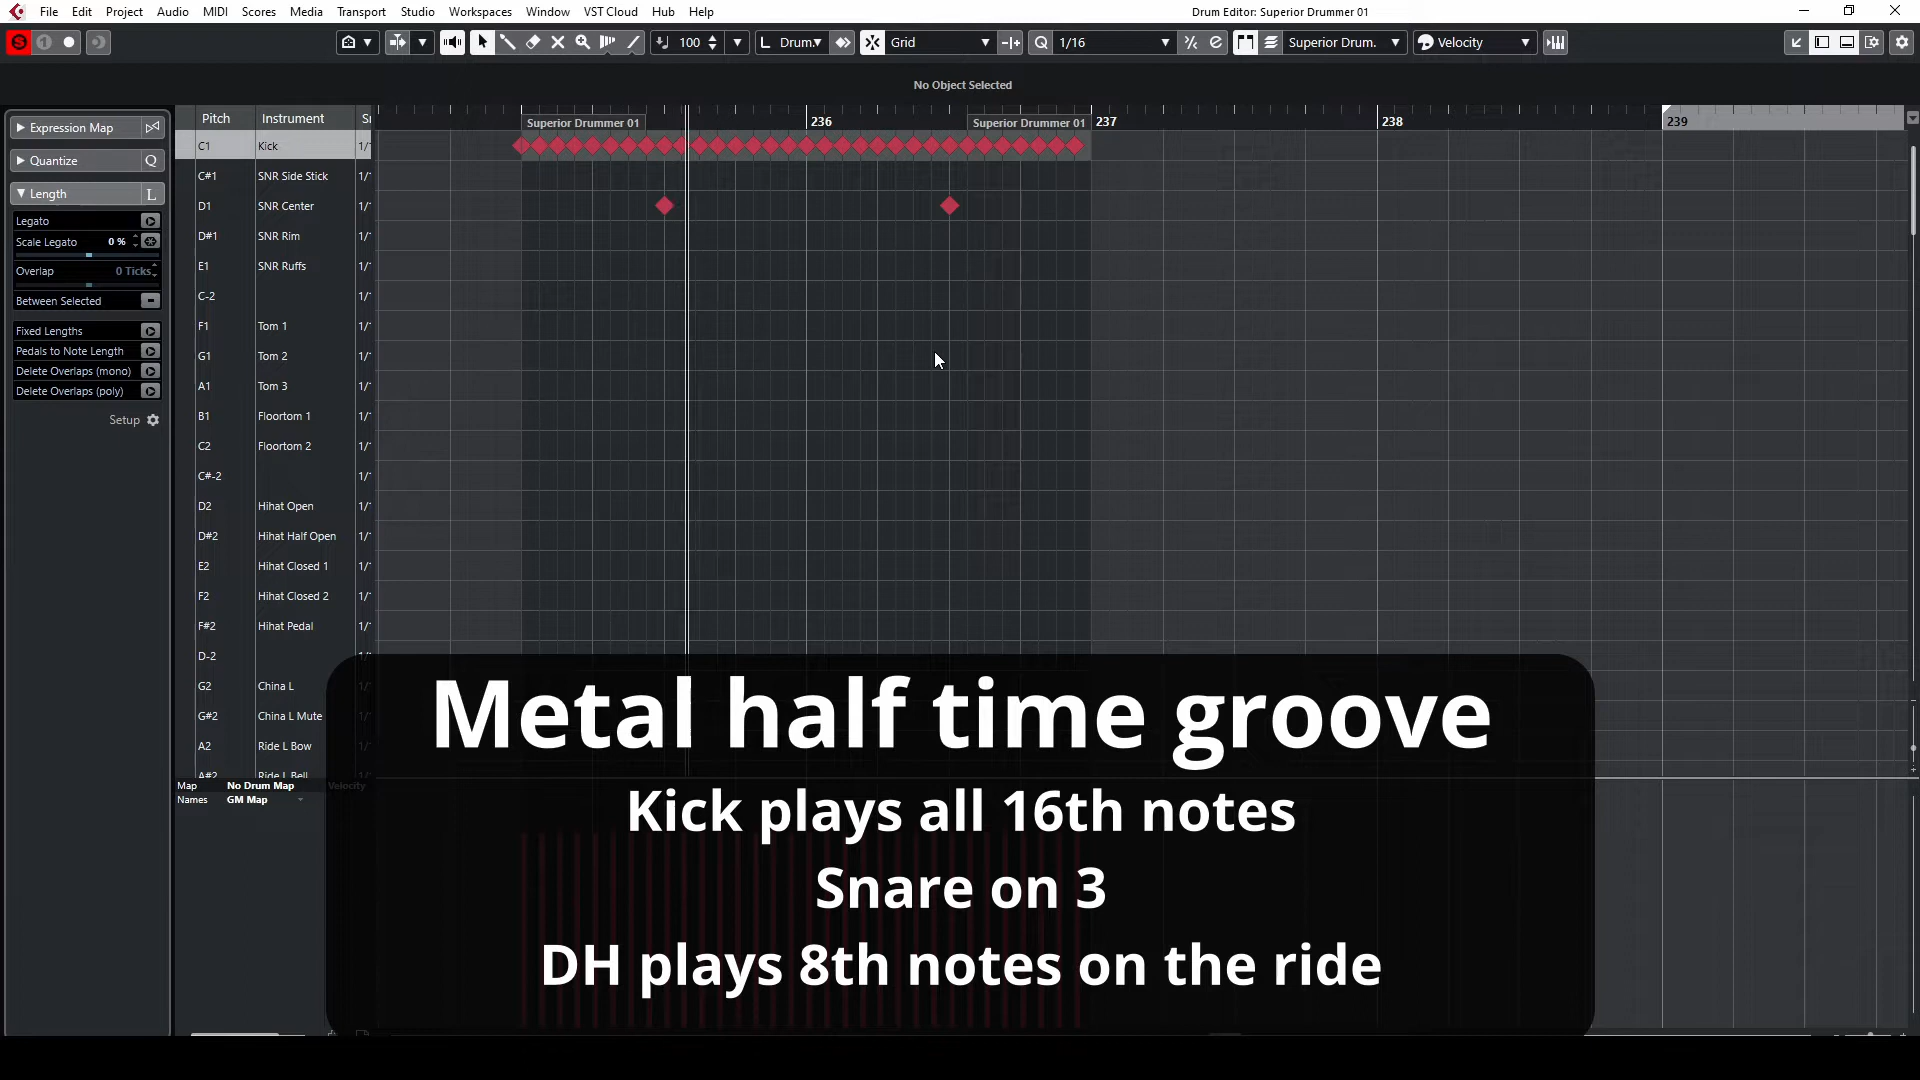 File Edit Project Audio MIDI Scores Media Transport Studio Workspaces Window VST Cloud Hub Help Drum Editor: Superior Drummer 01
S 1 100 L Drum. Grid Q 1/16 Superior Drum. Velocity
No Object Selected
Expression Map
Quantize Q
Length L
Legato
Scale Legato 0 %
Overlap 0 Ticks
Between Selected
Fixed Lengths
Pedals to Note Length
Delete Overlaps (mono)
Delete Overlaps (poly)
Setup
Pitch Instrument
Superior Drummer 01 236 Superior Drummer 01 237 238 239
C1 Kick
C#1 SNR Side Stick
D1 SNR Center
D#1 SNR Rim
E1 SNR Ruffs
C-2
F1 Tom 1
G1 Tom 2
A1 Tom 3
B1 Floortom 1
C2 Floortom 2
C#-2
D2 Hihat Open
D#2 Hihat Half Open
E2 Hihat Closed 1
F2 Hihat Closed 2
F#2 Hihat Pedal
D-2
G2 China L
G#2 China L Mute
A2 Ride L Bow
A#2 Ride L Bell
Map No Drum Map Velocity
Names GM Map
Metal half time groove
Kick plays all 16th notes
Snare on 3
DH plays 8th notes on the ride